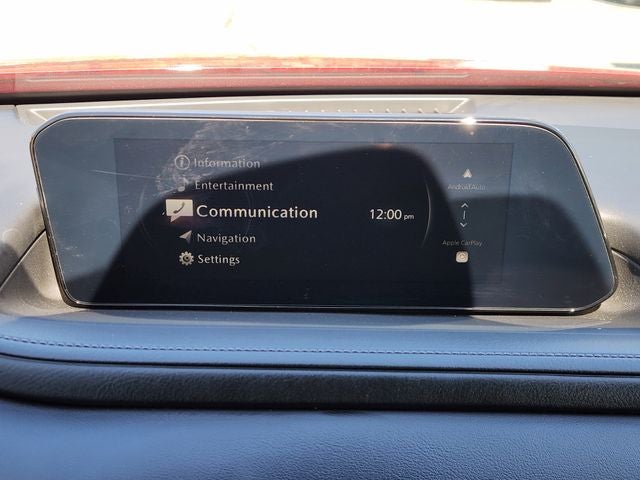 Information
Entertainment
Communication
Navigation
Settings
12:00 pm
Android Auto
Apple CarPlay